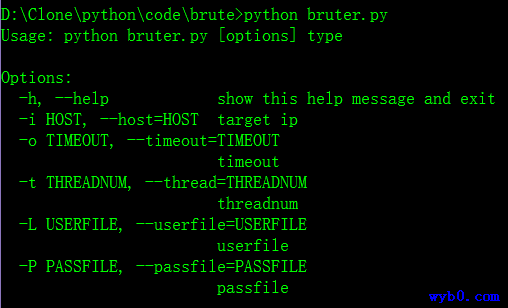 D:\Clone\python\code\brute>python bruter.py
Usage: python bruter.py [options] type

Options:
  -h, --help            show this help message and exit
  -i HOST, --host=HOST  target ip
  -o TIMEOUT, --timeout=TIMEOUT
                        timeout
  -t THREADNUM, --thread=THREADNUM
                        threadnum
  -L USERFILE, --userfile=USERFILE
                        userfile
  -P PASSFILE, --passfile=PASSFILE
                        passfile
wyb0.com